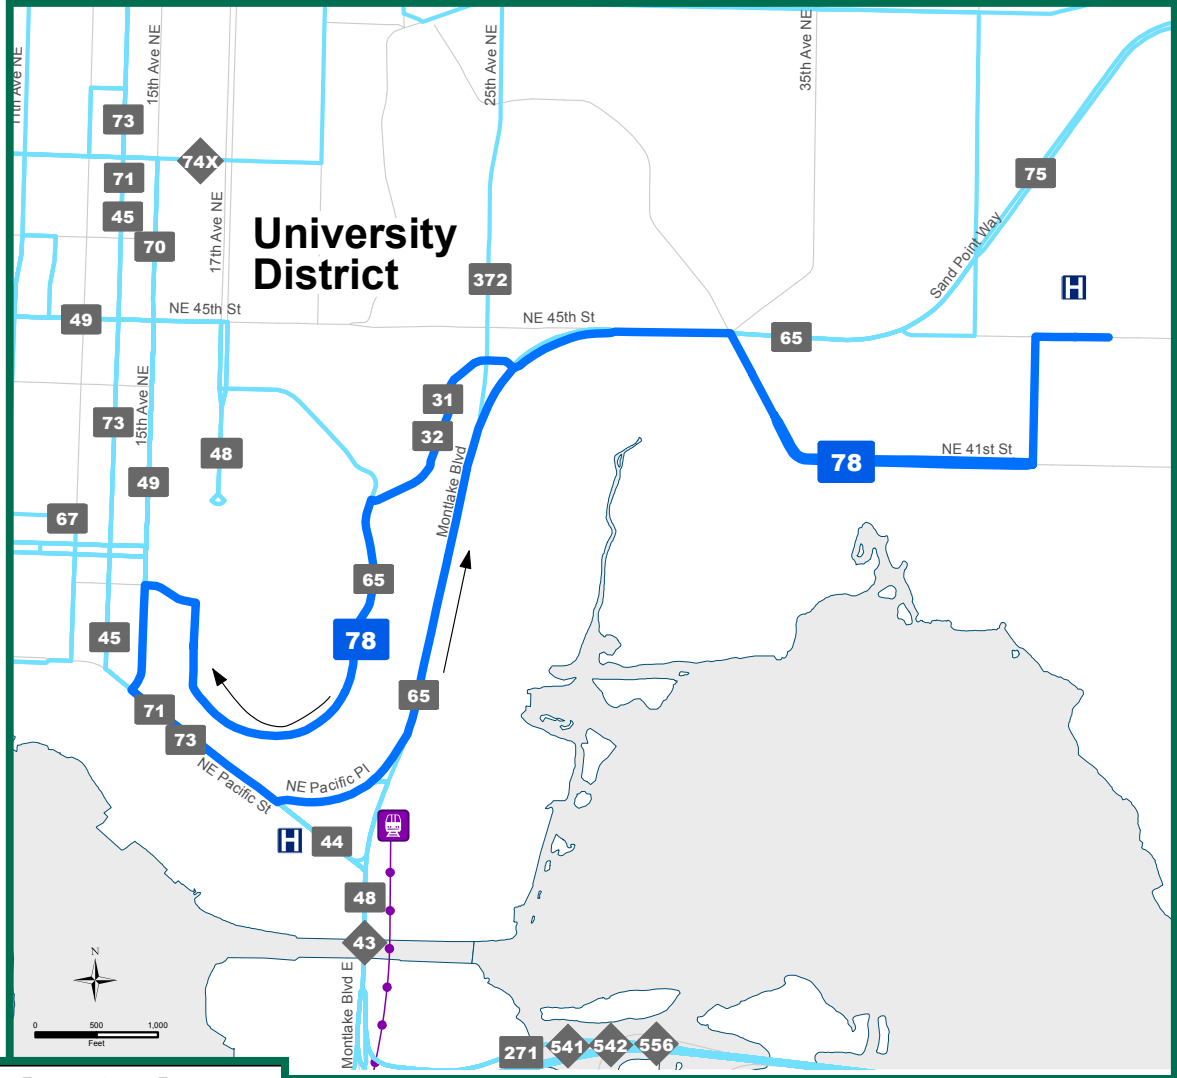 11th Ave NE
15th Ave NE
25th Ave NE
35th Ave NE
73
74X
71
75
45
70
17th Ave NE
University
District
Sand Point Way
372
H
49
NE 45th St
NE 45th St
65
15th Ave NE
31
73
32
48
Montlake Blvd
78
NE 41st St
49
67
65
45
78
65
71
73
NE Pacific St
NE Pacific Pl
H
44
48
43
N
Montlake Blvd E
0 500 1,000
Feet
271
541
542
556